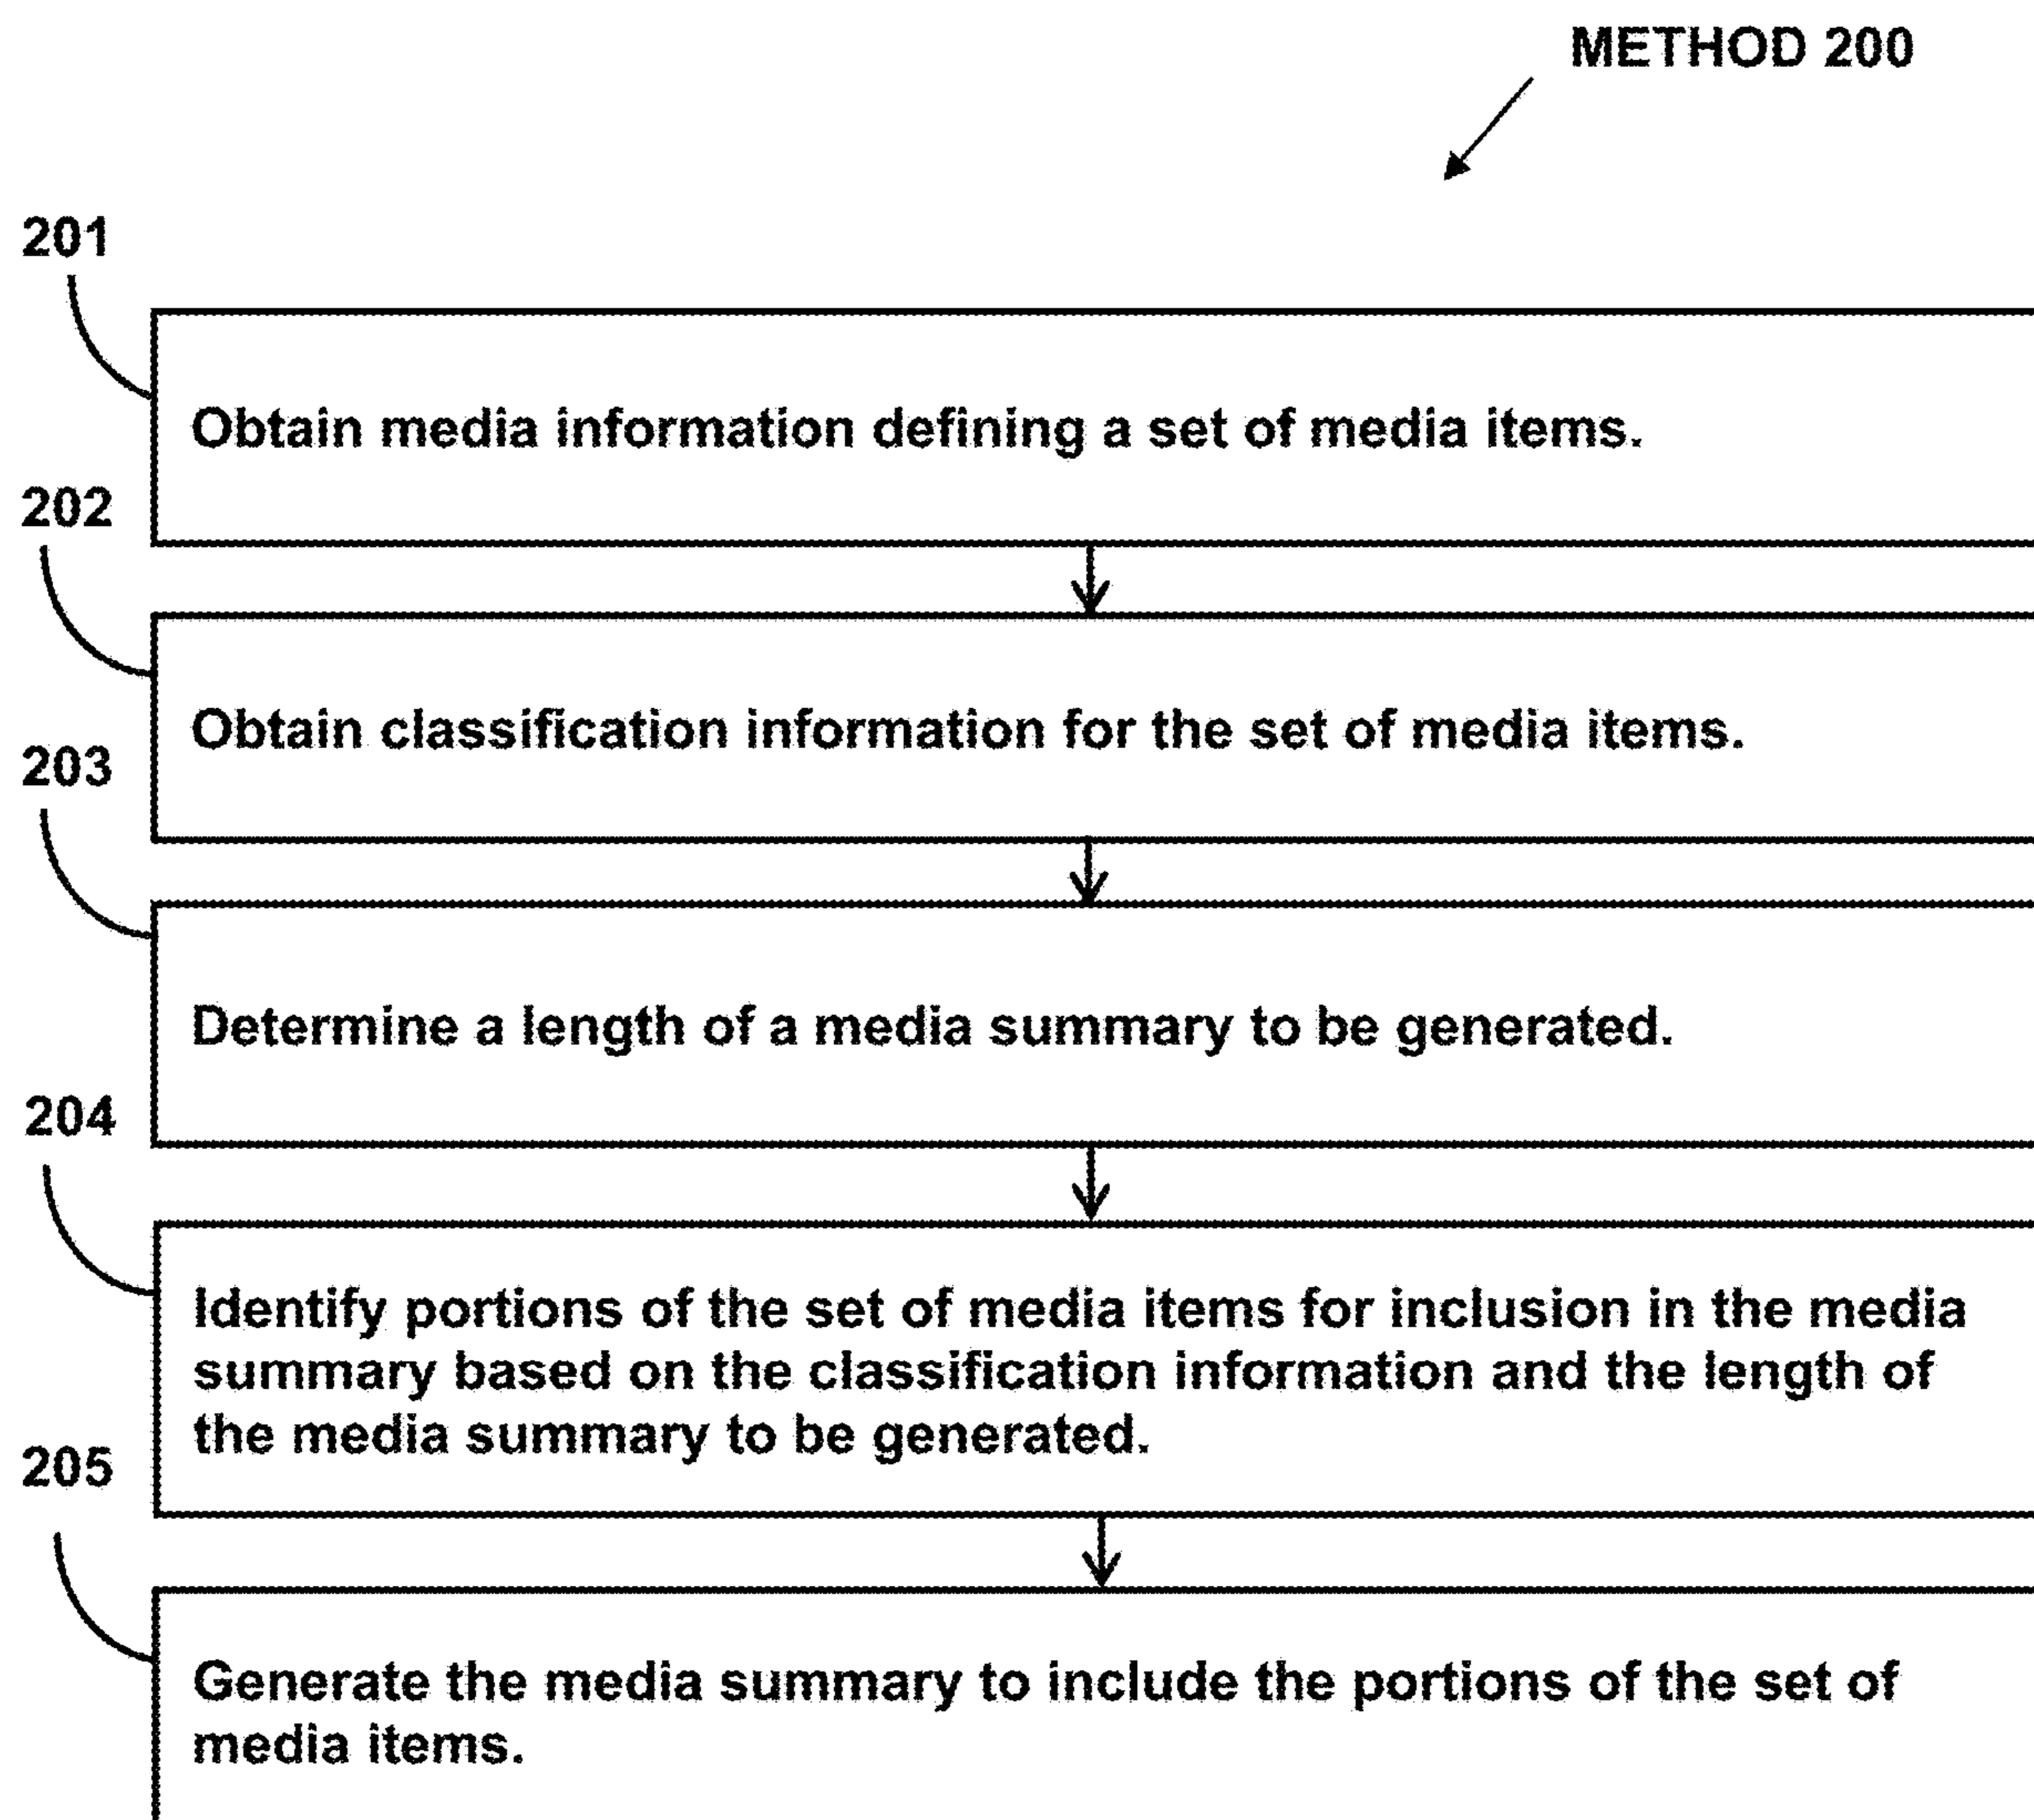 METHOD 200
201
Obtain media information defining a set of media items.
202
Obtain classification information for the set of media items.
203
Determine a length of a media summary to be generated.
204
Identify portions of the set of media items for inclusion in the media
summary based on the classification information and the length of
the media summary to be generated.
205
Generate the media summary to include the portions of the set of
media items.